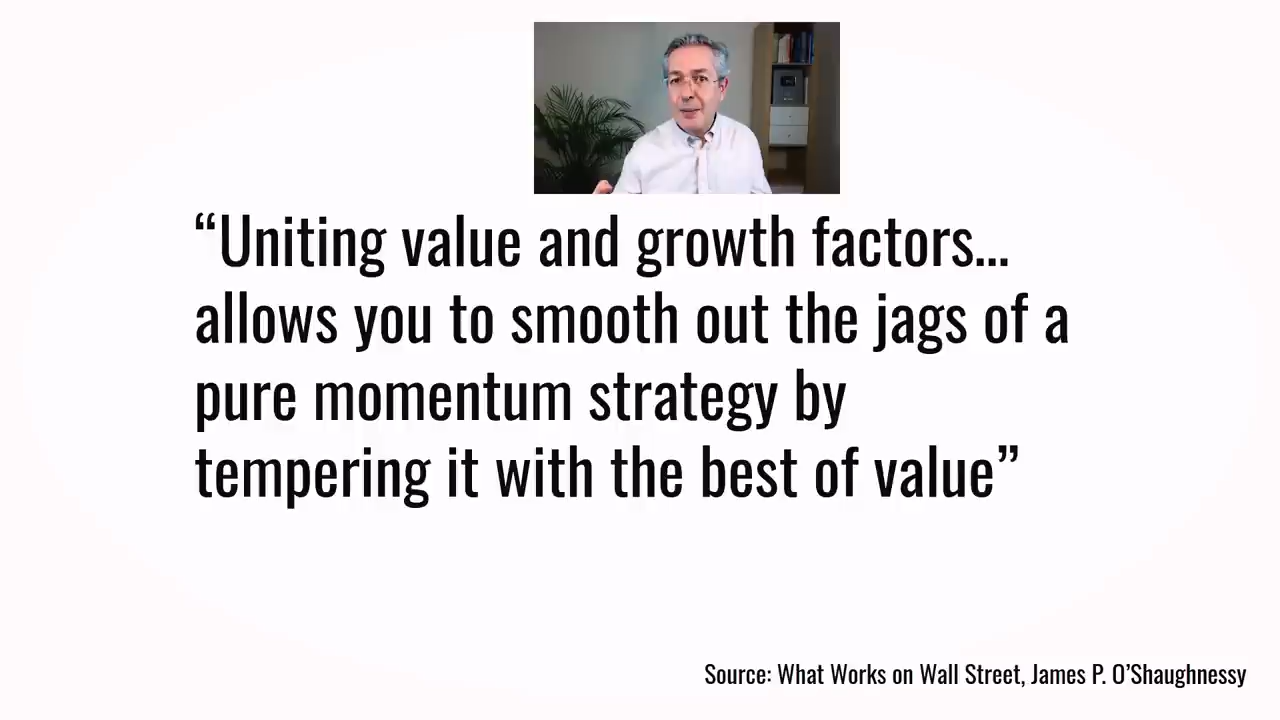 “Uniting value and growth factors...
allows you to smooth out the jags of a
pure momentum strategy by
tempering it with the best of value”
Source: What Works on Wall Street, James P. O’Shaughnessy